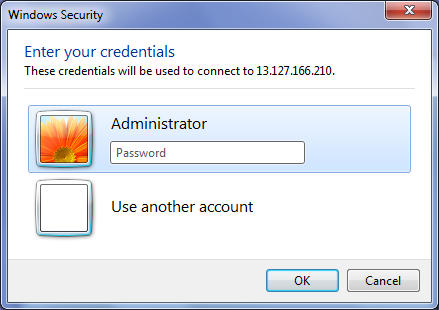 Windows Security
Enter your credentials
These credentials will be used to connect to 13.127.166.210.
Administrator
Password
Use another account
OK
Cancel